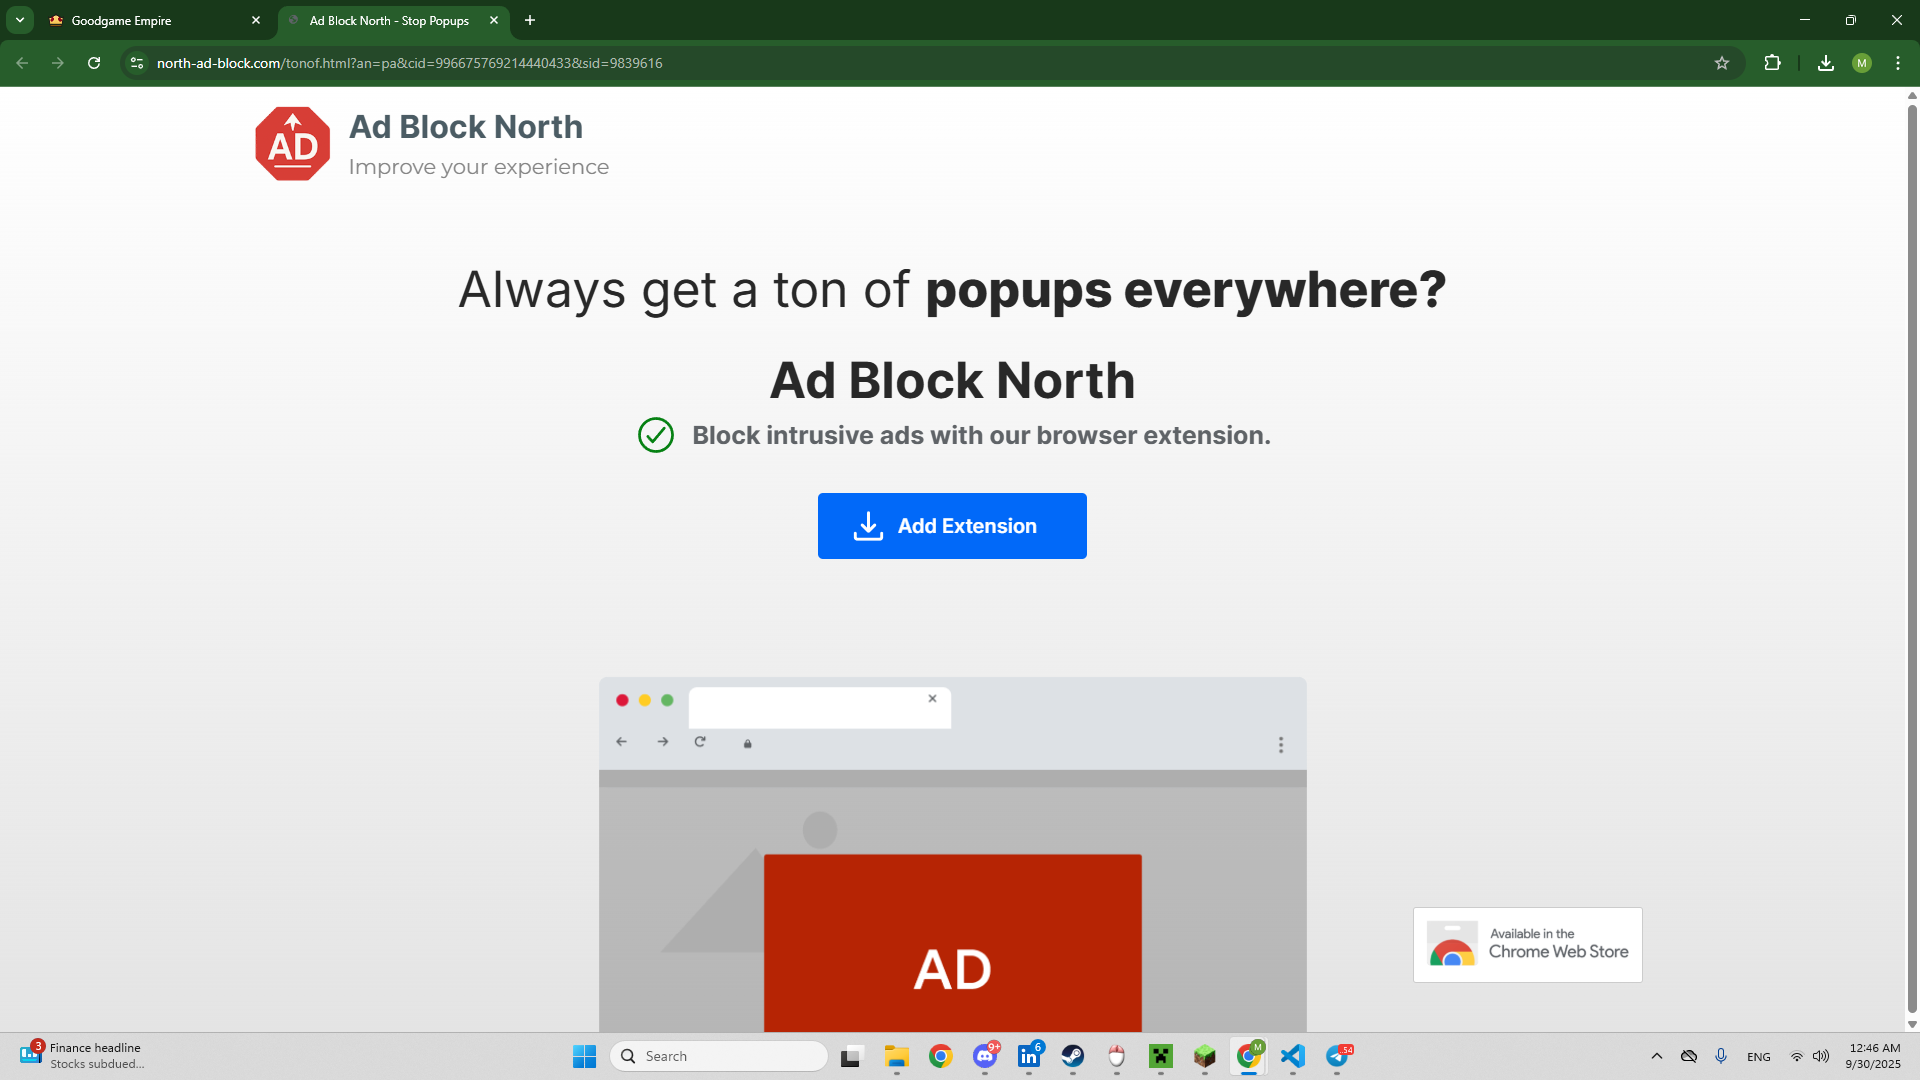 Goodgame Empire
Ad Block North - Stop Popups
north-ad-block.com/tonof.html?an=pa&cid=996675769214440433&sid=9839616
M
AD
Ad Block North
Improve your experience
Always get a ton of popups everywhere?
Ad Block North
Block intrusive ads with our browser extension.
Add Extension
AD
Available in the
Chrome Web Store
3
Finance headline
Stocks subdued...
Search
9+
6
M
54
ENG
12:46 AM
9/30/2025